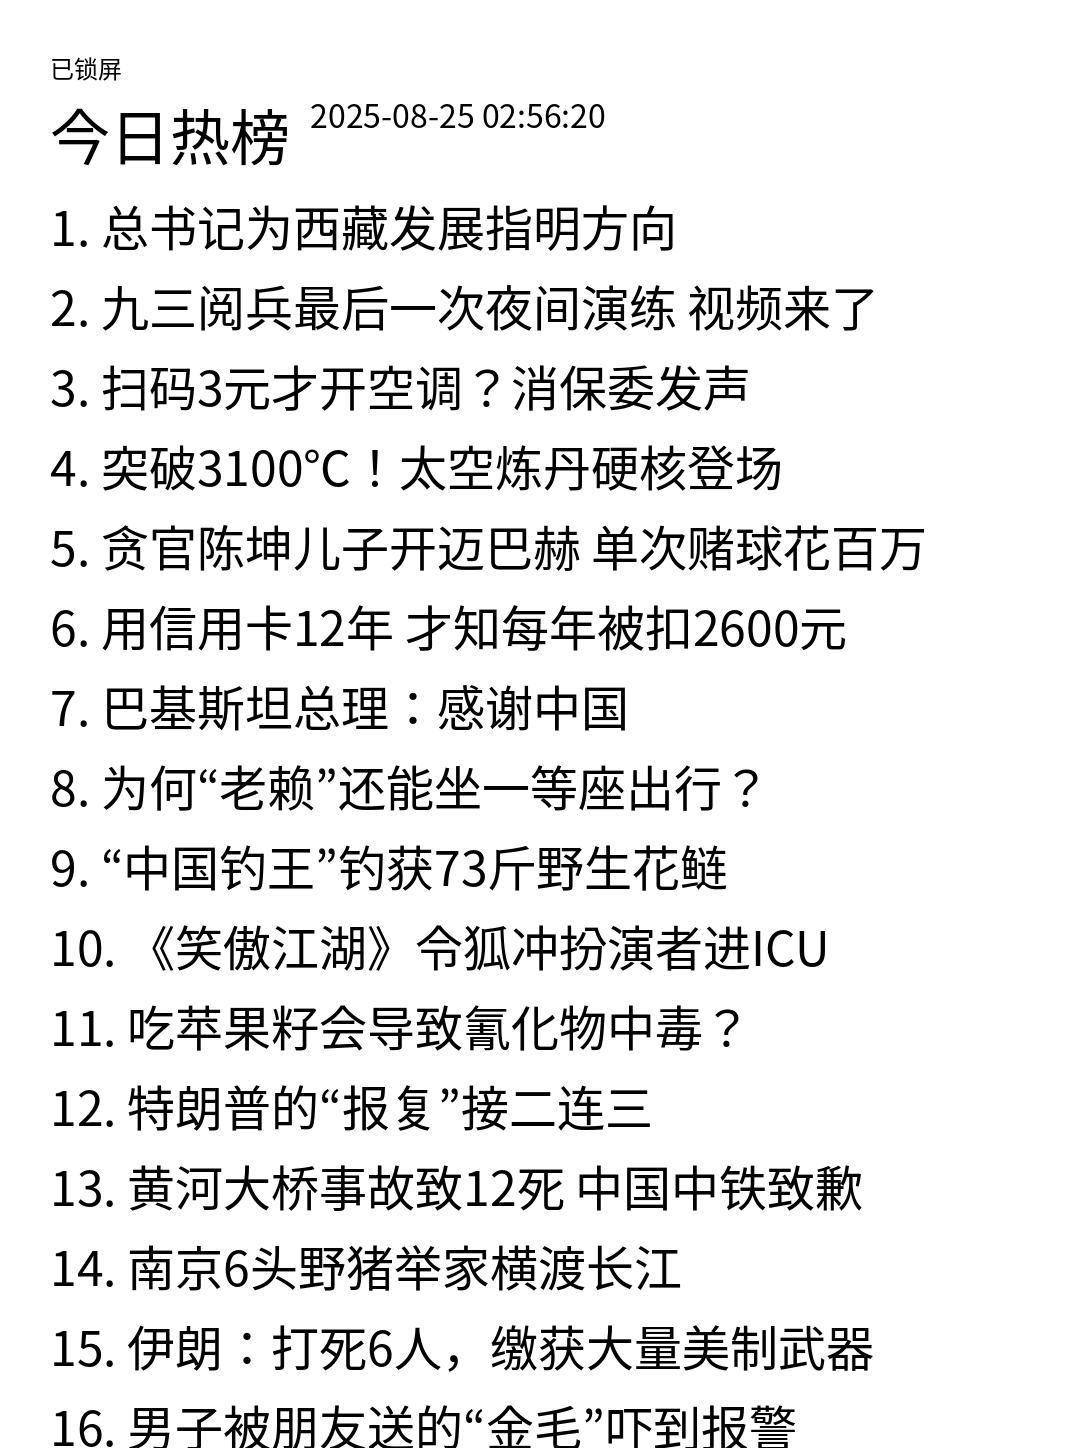 已锁屏
今日热榜 2025-08-25 02:56:20
1. 总书记为西藏发展指明方向
2. 九三阅兵最后一次夜间演练 视频来了
3. 扫码3元才开空调？消保委发声
4. 突破3100℃！太空炼丹硬核登场
5. 贪官陈坤儿子开迈巴赫 单次赌球花百万
6. 用信用卡12年 才知每年被扣2600元
7. 巴基斯坦总理：感谢中国
8. 为何“老赖”还能坐一等座出行？
9. “中国钓王”钓获73斤野生花鲢
10. 《笑傲江湖》令狐冲扮演者进ICU
11. 吃苹果籽会导致氰化物中毒？
12. 特朗普的“报复”接二连三
13. 黄河大桥事故致12死 中国中铁致歉
14. 南京6头野猪举家横渡长江
15. 伊朗：打死6人，缴获大量美制武器
16. 男子被朋友送的“金毛”吓到报警